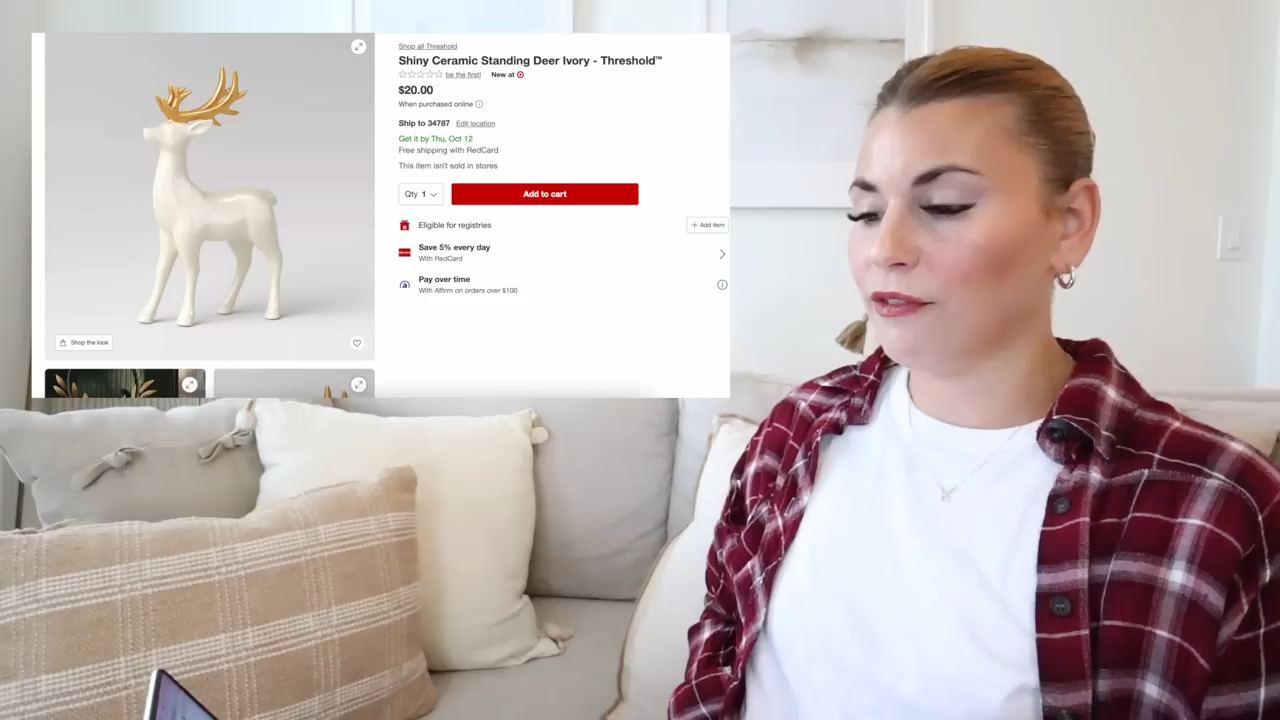 Shop all Threshold
Shiny Ceramic Standing Deer Ivory - Threshold™
be the first!
New at
$20.00
When purchased online
Ship to 34787 Edit location
Get it by Thu, Oct 12
Free shipping with RedCard
This item isn't sold in stores
Qty 1
Add to cart
Eligible for registries
+ Add item
Save 5% every day
With RedCard
Pay over time
With Affirm on orders over $100
Shop the look